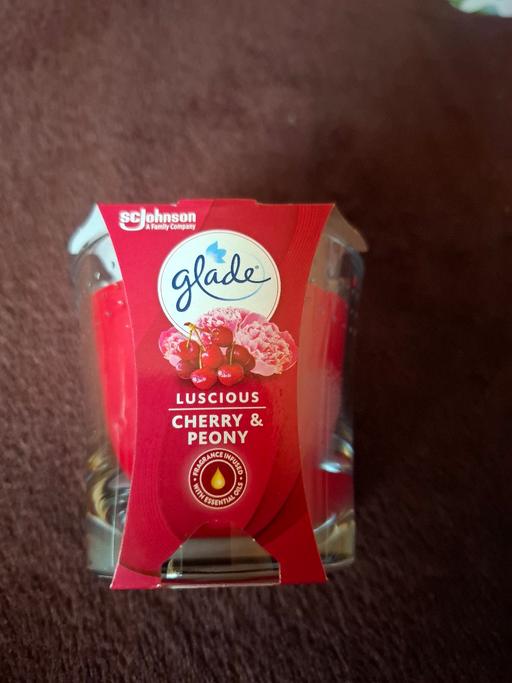 SC Johnson
A Family Company
glade®
LUSCIOUS
CHERRY &
PEONY
FRAGRANCE INFUSED
• WITH ESSENTIAL OILS •